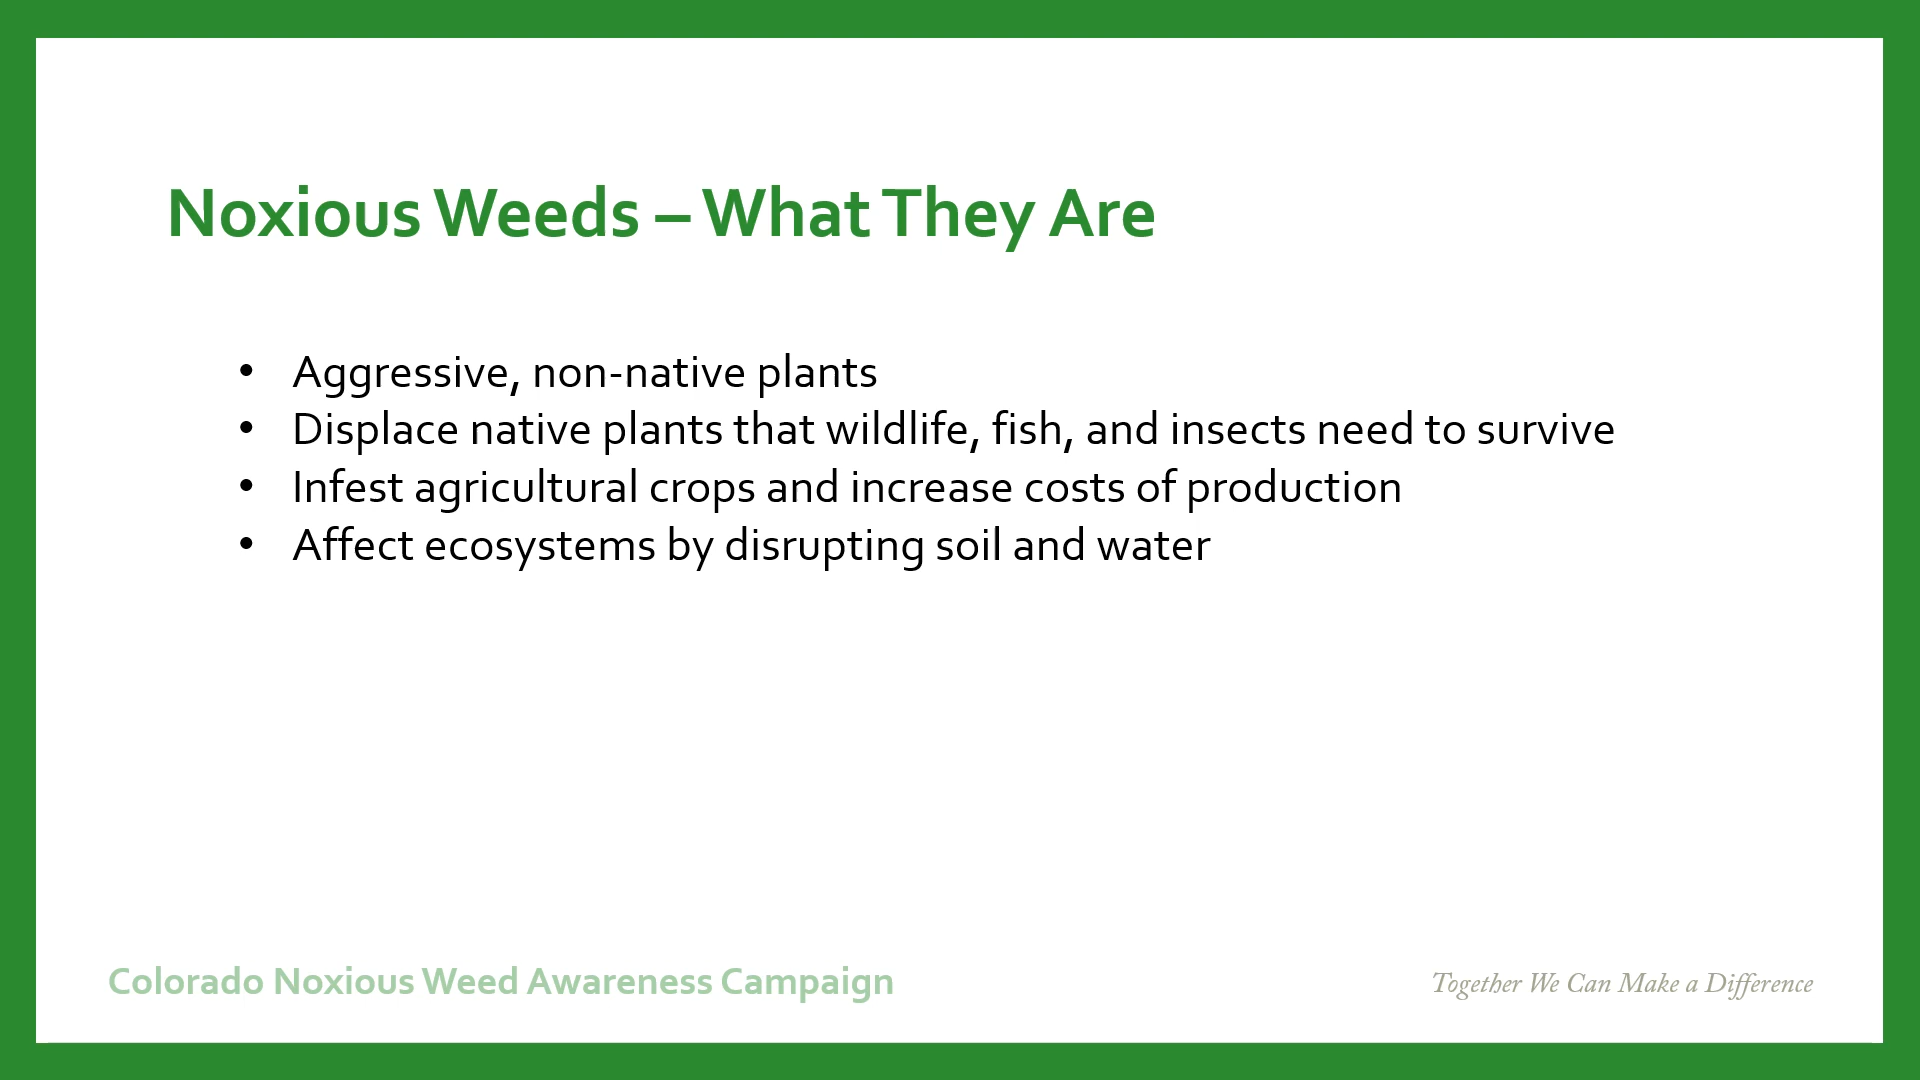 Noxious Weeds – What They Are
• Aggressive, non-native plants
• Displace native plants that wildlife, fish, and insects need to survive
• Infest agricultural crops and increase costs of production
• Affect ecosystems by disrupting soil and water
Colorado Noxious Weed Awareness Campaign
Together We Can Make a Difference